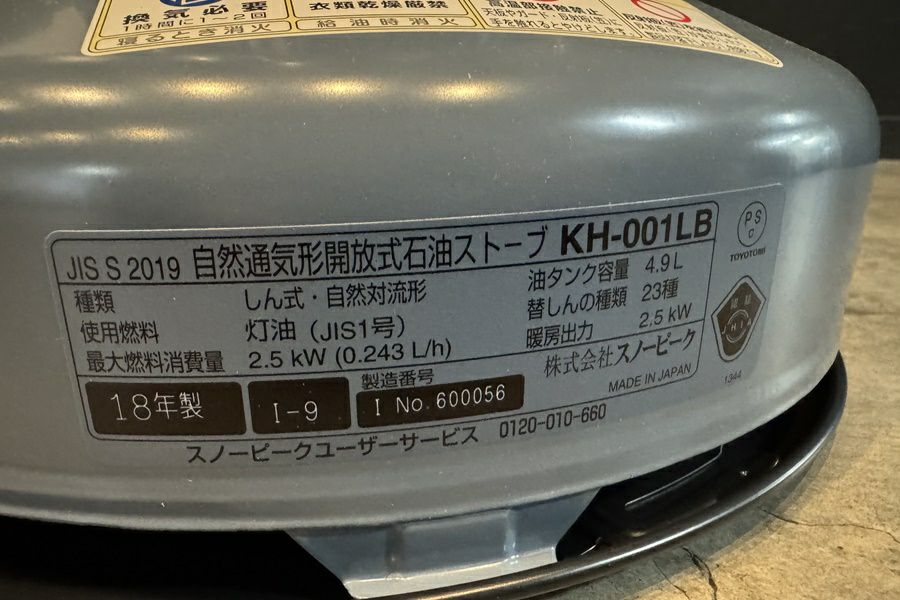 換気必要
1時間に1～2回
寝るとき消火
衣類乾燥厳禁
給油時消火
高温部接触禁止
JIS S 2019 自然通気形開放式石油ストーブ KH-001LB
種類 しん式・自然対流形
使用燃料 灯油 (JIS1号)
最大燃料消費量 2.5 kW (0.243 L/h)
油タンク容量 4.9 L
替しんの種類 23種
暖房出力 2.5 kW
株式会社スノーピーク
MADE IN JAPAN
18年製
I-9
製造番号
I No.600056
スノーピークユーザーサービス 0120-010-660
PS
C
TOYOTOMI
認証
JHIA
1344